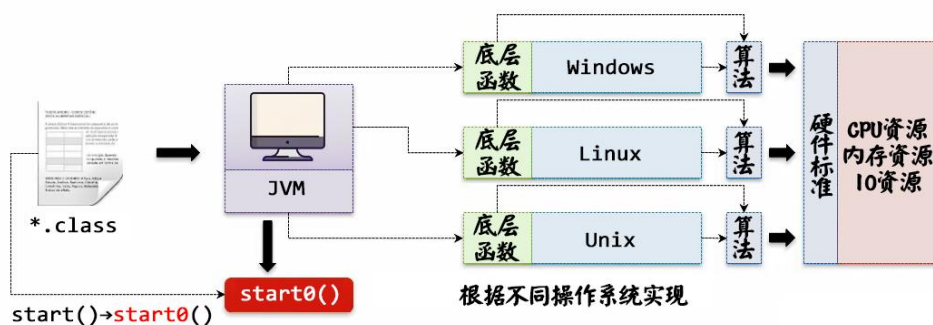 *.class
start()→start0()
JVM
start0()
底层
函数
Windows
算
法
底层
函数
Linux
算
法
底层
函数
Unix
算
法
根据不同操作系统实现
硬
件
标
准
CPU资源
内存资源
IO资源